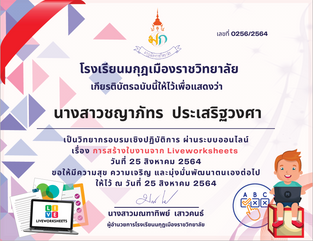 เลขที่ 0256/2564
โรงเรียนมกุฎเมืองราชวิทยาลัย
เกียรติบัตรฉบับนี้ให้ไว้เพื่อแสดงว่า
นางสาวชญาภัทร ประเสริฐวงศา
เป็นวิทยากรอบรมเชิงปฏิบัติการ ผ่านระบบออนไลน์
เรื่อง การสร้างใบงานจาก Liveworksheets
วันที่ 25 สิงหาคม 2564
ขอให้มีความสุข ความเจริญ และมุ่งมั่นพัฒนาตนเองต่อไป
ให้ไว้ ณ วันที่ 25 สิงหาคม 2564
นางสาวมณฑาทิพย์ เสาวคนธ์
ผู้อำนวยการโรงเรียนมกุฎเมืองราชวิทยาลัย
LIVEWORKSHEETS
A B C